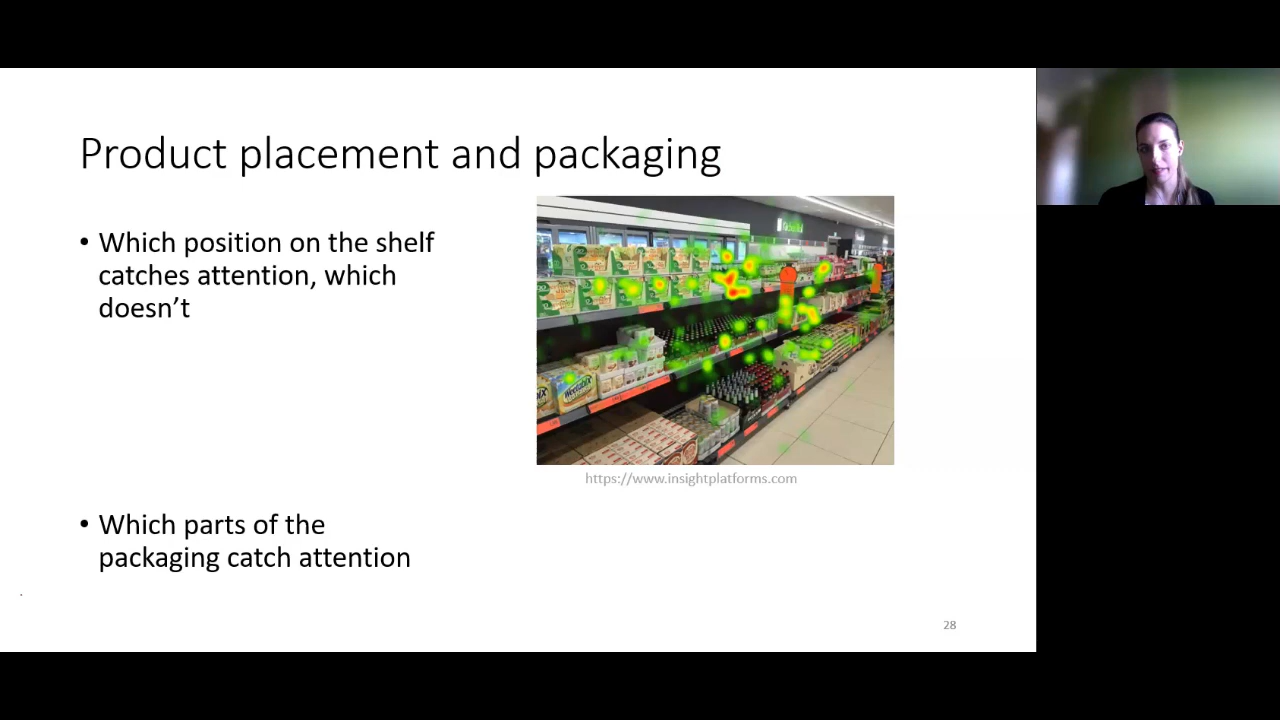 Product placement and packaging
• Which position on the shelf
catches attention, which
doesn’t
https://www.insightplatforms.com
• Which parts of the
packaging catch attention
28